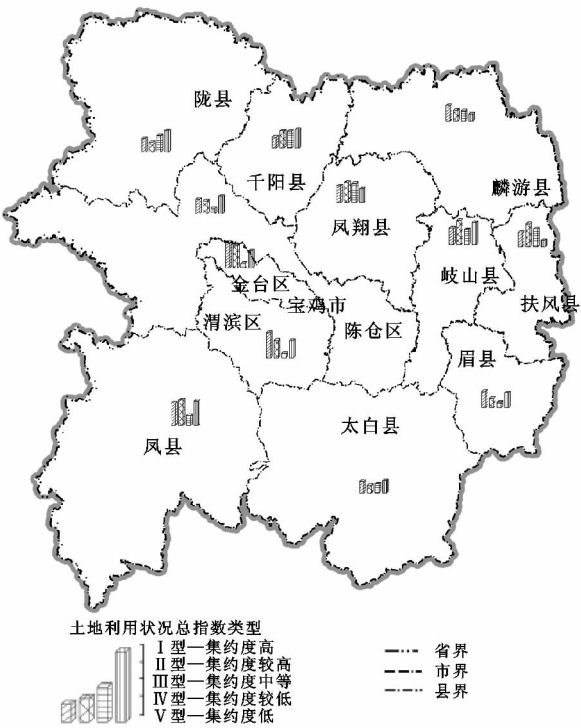 陇县
千阳县
麟游县
凤翔县
岐山县
扶风县
金台区
宝鸡市
渭滨区
陈仓区
眉县
凤县
太白县
土地利用状况总指数类型
Ⅰ型—集约度高
Ⅱ型—集约度较高
Ⅲ型—集约度中等
Ⅳ型—集约度较低
Ⅴ型—集约度低
省界
市界
县界